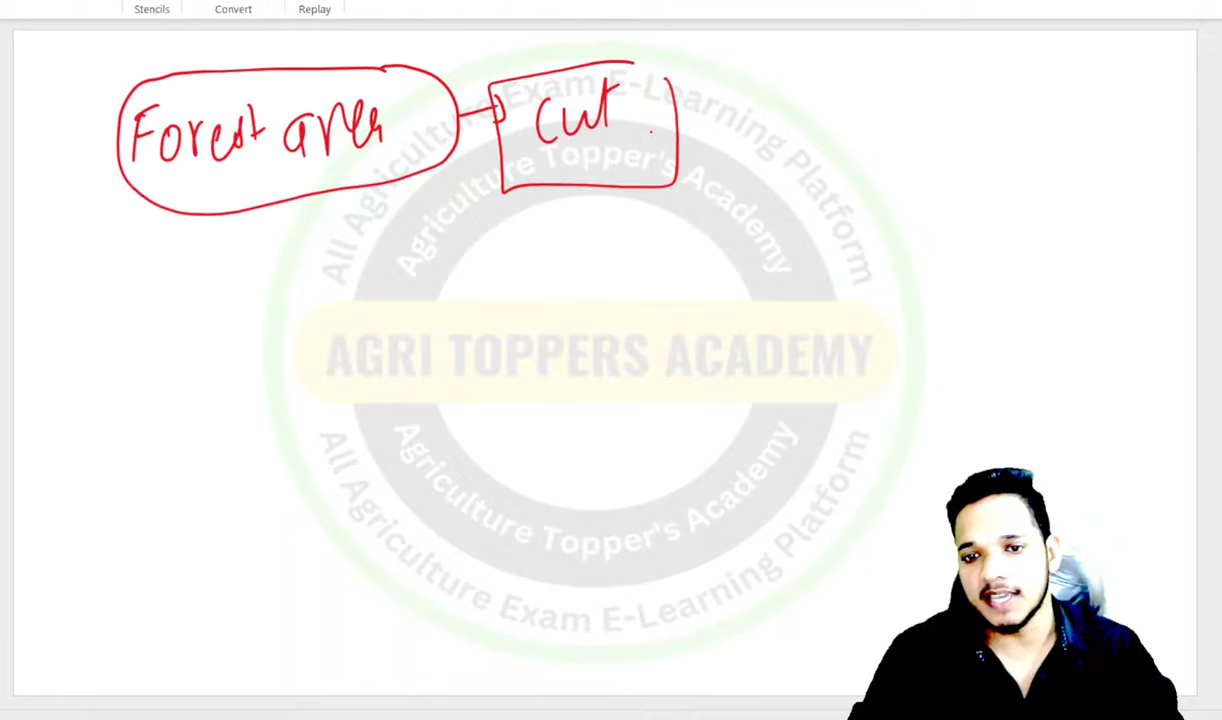 Stencils Convert Replay
Forest area cut
All Agriculture Exam E-Learning Platform
Agriculture Topper's Academy
AGRI TOPPERS ACADEMY
Agriculture Topper's Academy
All Agriculture Exam E-Learning Platform